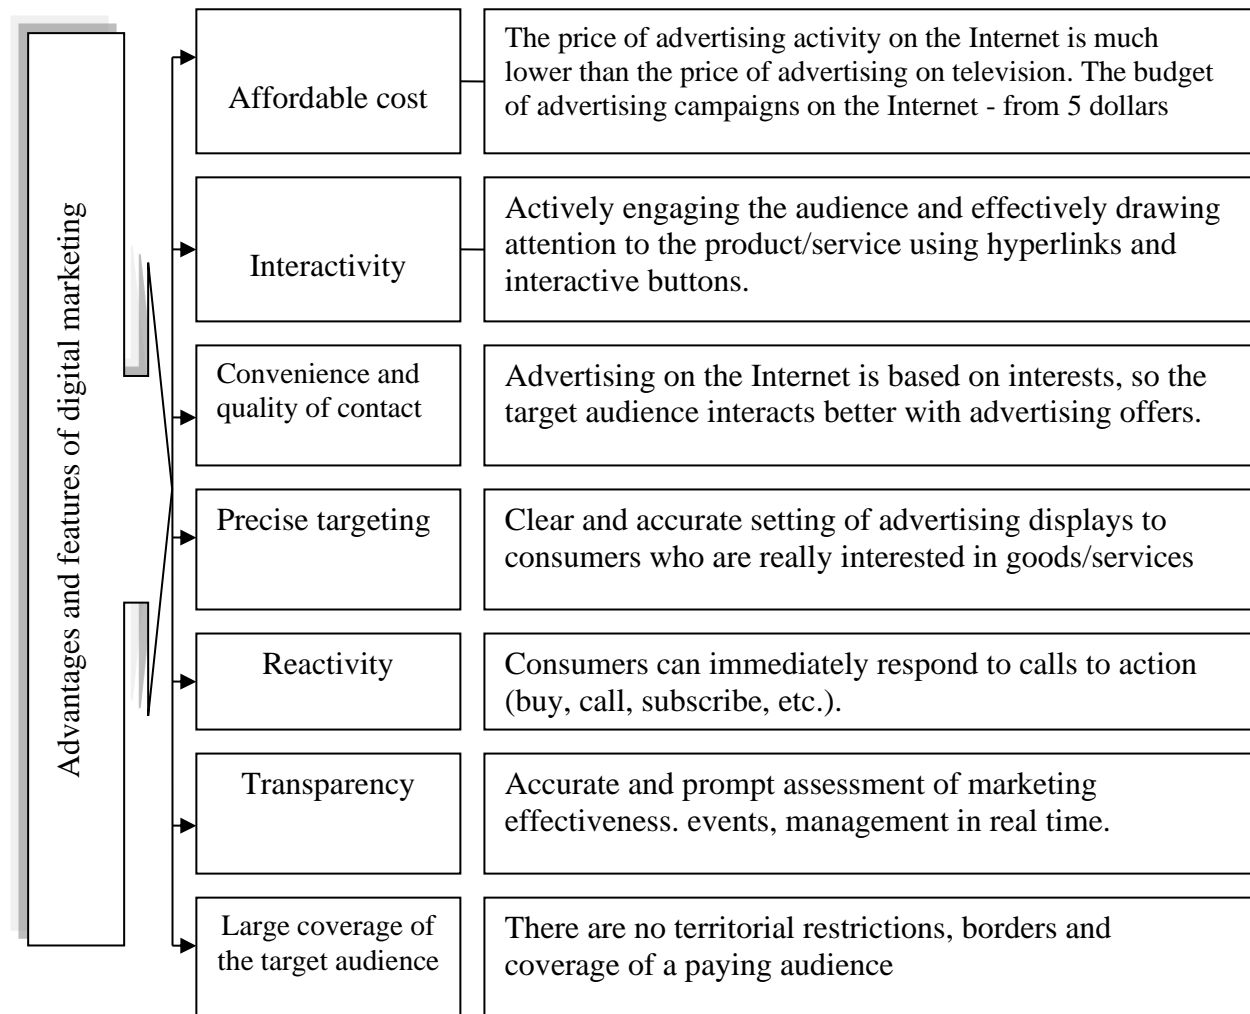 Advantages and features of digital marketing
Affordable cost
The price of advertising activity on the Internet is much
lower than the price of advertising on television. The budget
of advertising campaigns on the Internet - from 5 dollars
Interactivity
Actively engaging the audience and effectively drawing
attention to the product/service using hyperlinks and
interactive buttons.
Convenience and
quality of contact
Advertising on the Internet is based on interests, so the
target audience interacts better with advertising offers.
Precise targeting
Clear and accurate setting of advertising displays to
consumers who are really interested in goods/services
Reactivity
Consumers can immediately respond to calls to action
(buy, call, subscribe, etc.).
Transparency
Accurate and prompt assessment of marketing
effectiveness. events, management in real time.
Large coverage of
the target audience
There are no territorial restrictions, borders and
coverage of a paying audience